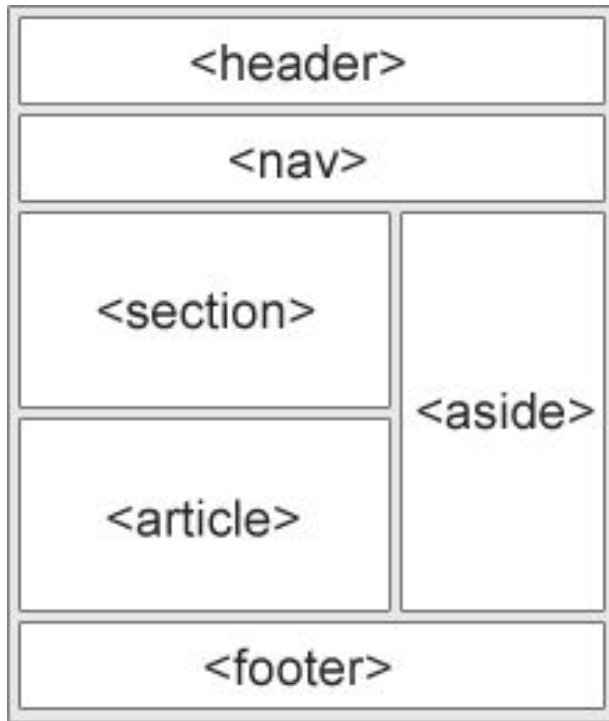 <header>
<nav>
<section>
<article>
<aside>
<footer>